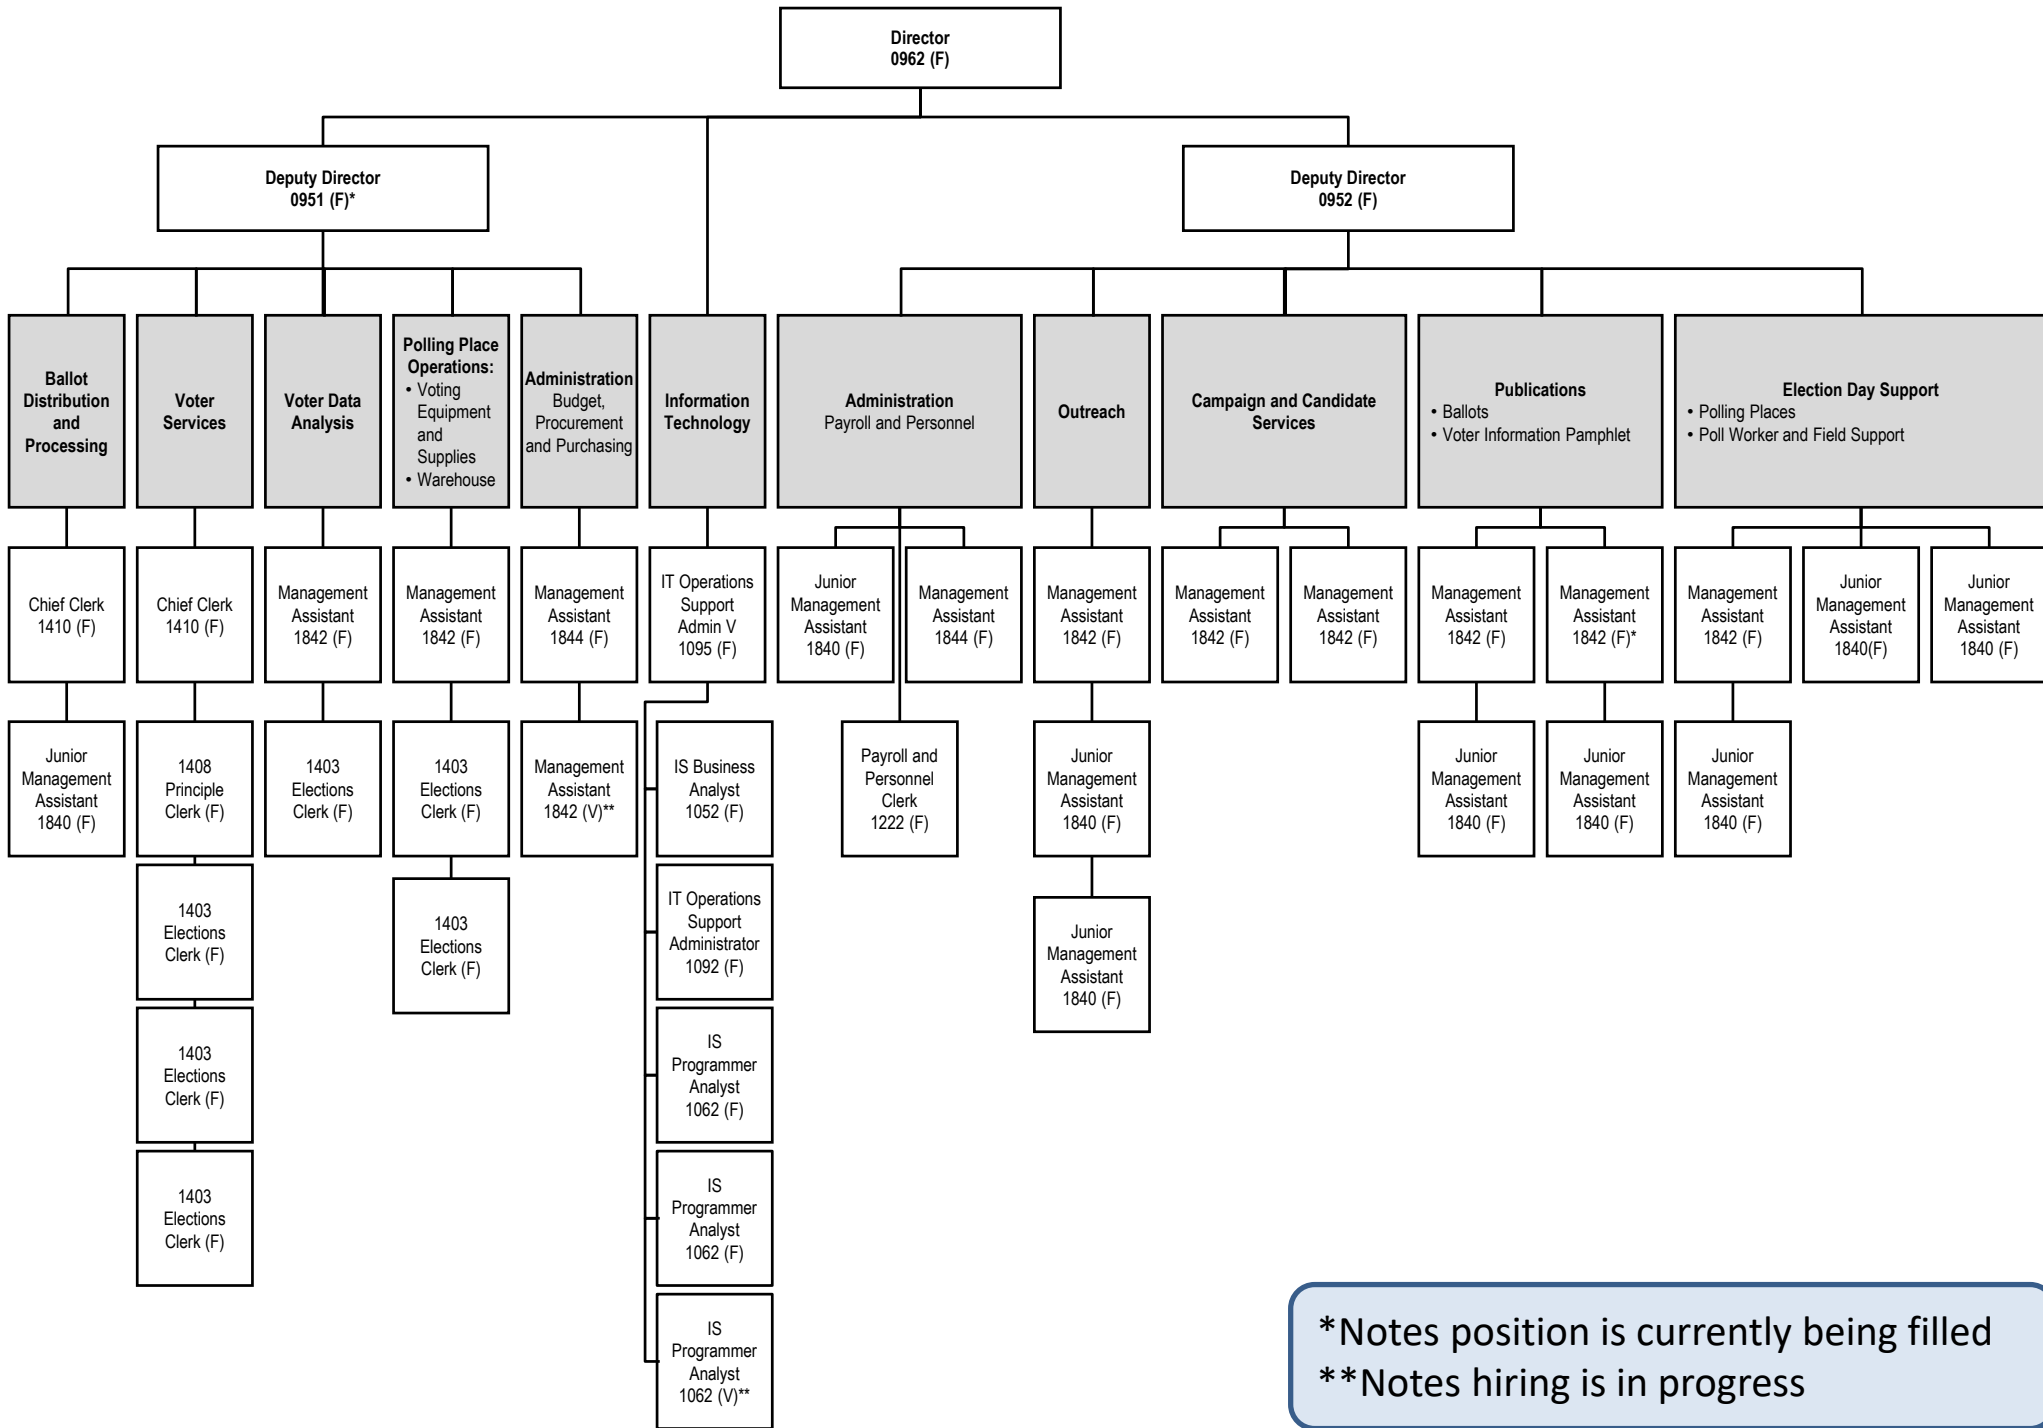 Director
0962 (F)
Deputy Director
0951 (F)*
Deputy Director
0952 (F)
Ballot
Distribution
and
Processing
Voter
Services
Voter Data
Analysis
Polling Place
Operations:
• Voting
Equipment
and
Supplies
• Warehouse
Administration
Budget,
Procurement
and Purchasing
Information
Technology
Administration
Payroll and Personnel
Outreach
Campaign and Candidate
Services
Publications
• Ballots
• Voter Information Pamphlet
Election Day Support
• Polling Places
• Poll Worker and Field Support
Chief Clerk
1410 (F)
Chief Clerk
1410 (F)
Management
Assistant
1842 (F)
Management
Assistant
1842 (F)
Management
Assistant
1844 (F)
IT Operations
Support
Admin V
1095 (F)
Junior
Management
Assistant
1840 (F)
Management
Assistant
1844 (F)
Management
Assistant
1842 (F)
Management
Assistant
1842 (F)
Management
Assistant
1842 (F)
Management
Assistant
1842 (F)
Management
Assistant
1842 (F)*
Management
Assistant
1842 (F)
Junior
Management
Assistant
1840(F)
Junior
Management
Assistant
1840 (F)
Junior
Management
Assistant
1840 (F)
1408
Principle
Clerk (F)
1403
Elections
Clerk (F)
1403
Elections
Clerk (F)
Management
Assistant
1842 (V)**
IS Business
Analyst
1052 (F)
Payroll and
Personnel
Clerk
1222 (F)
Junior
Management
Assistant
1840 (F)
Junior
Management
Assistant
1840 (F)
Junior
Management
Assistant
1840 (F)
Junior
Management
Assistant
1840 (F)
1403
Elections
Clerk (F)
1403
Elections
Clerk (F)
IT Operations
Support
Administrator
1092 (F)
Junior
Management
Assistant
1840 (F)
1403
Elections
Clerk (F)
IS
Programmer
Analyst
1062 (F)
1403
Elections
Clerk (F)
IS
Programmer
Analyst
1062 (F)
IS
Programmer
Analyst
1062 (V)**
*Notes position is currently being filled
**Notes hiring is in progress